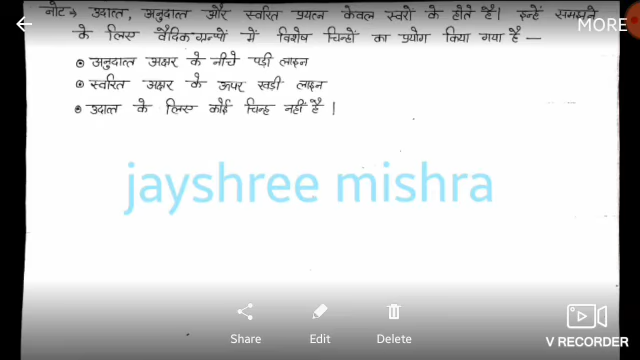 नोट→ उदात्त, अनुदात्त और स्वरित प्रयत्न केवल स्वरों के होते हैं। इन्हें समझने
MORE
के लिए वैदिक ग्रन्थों में विशेष चिन्हों का प्रयोग किया गया है —
अनुदात्त अक्षर के नीचे पड़ी लाइन
स्वरित अक्षर के ऊपर खडी लाइन
उदात्त के लिए कोई चिन्ह नहीं है |
jayshree mishra
Share Edit Delete
V RECORDER